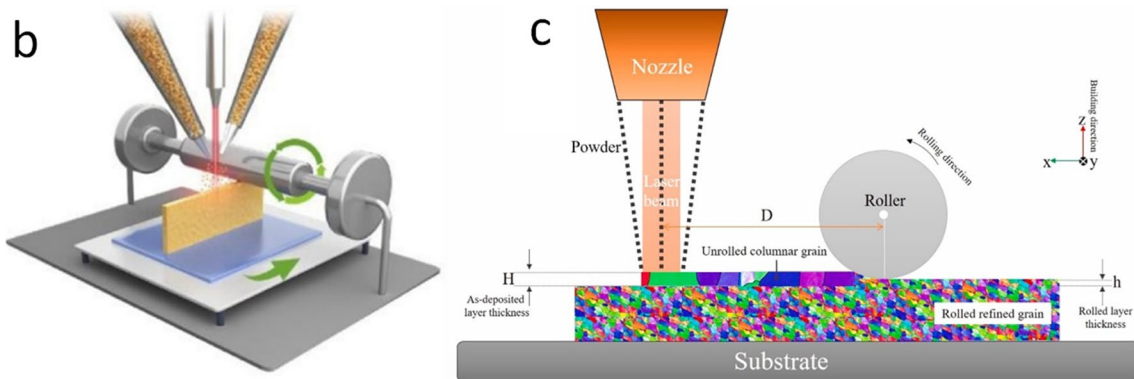 b
c
Nozzle
Powder
Laser
beam
D
Rolling direction
Roller
Building direction
z
x
y
Unrolled columnar grain
H
As-deposited
layer thickness
h
Rolled layer
thickness
Rolled refined grain
Substrate